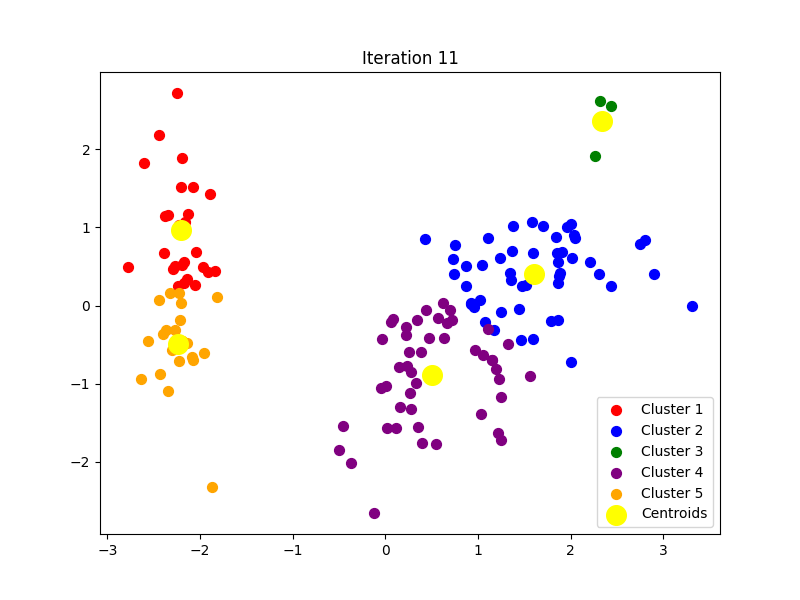 Iteration 11
2
1
0
−1
−2
−3
−2
−1
0
1
2
3
Cluster 1
Cluster 2
Cluster 3
Cluster 4
Cluster 5
Centroids